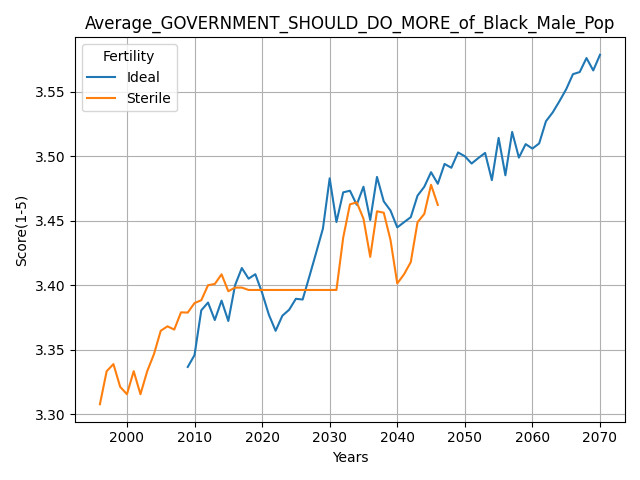 Average_GOVERNMENT_SHOULD_DO_MORE_of_Black_Male_Pop
Fertility
Ideal
Sterile
Score(1-5)
3.55
3.50
3.45
3.40
3.35
3.30
2000 2010 2020 2030 2040 2050 2060 2070
Years